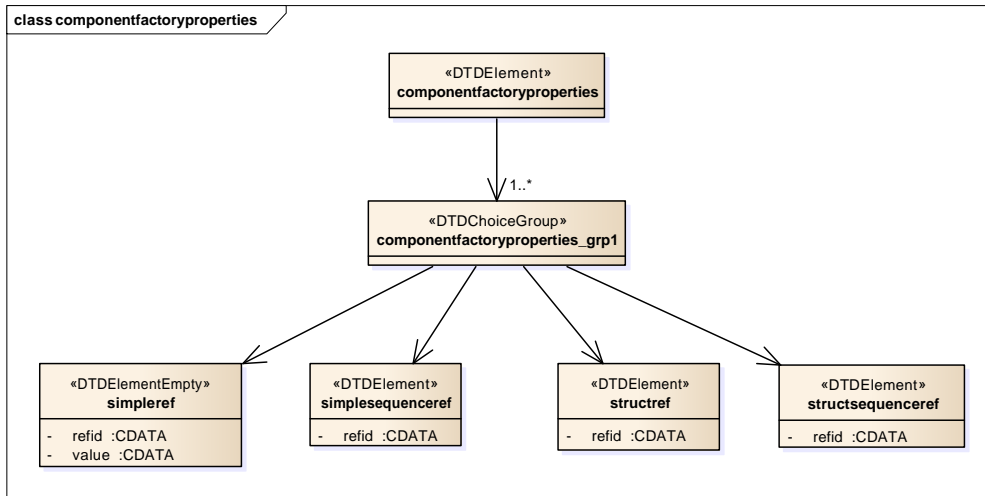 class componentfactoryproperties
«DTDElement»
componentfactoryproperties
1..*
«DTDChoiceGroup»
componentfactoryproperties_grp1
«DTDElementEmpty»
simpleref
- refid :CDATA
- value :CDATA
«DTDElement»
simplesequenceref
- refid :CDATA
«DTDElement»
structref
- refid :CDATA
«DTDElement»
structsequenceref
- refid :CDATA